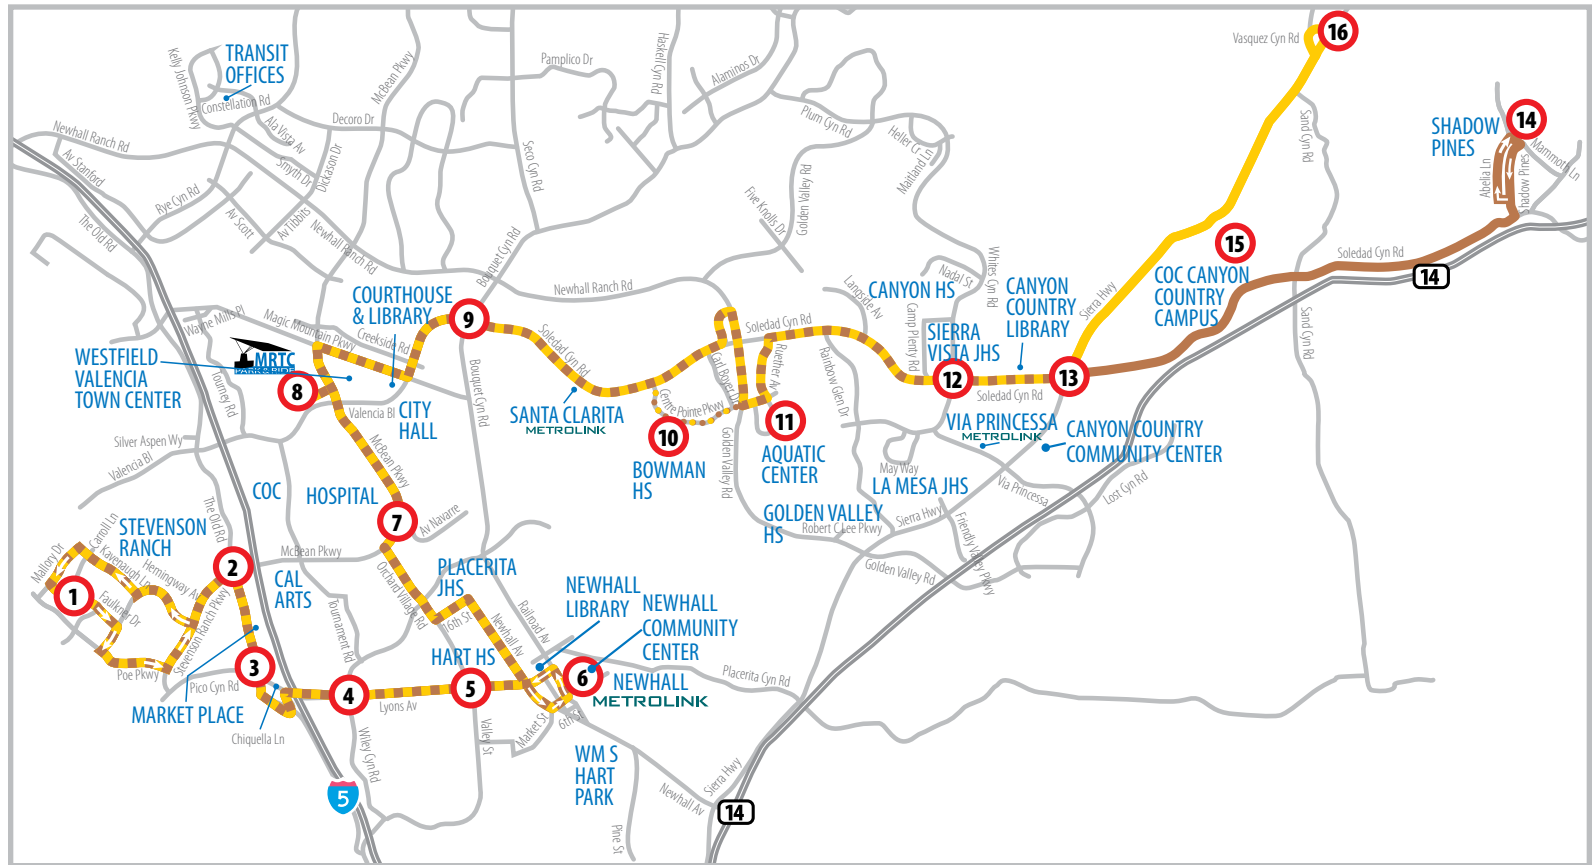 16
Vasquez Cyn Rd
Kelly Johnson Pkwy
TRANSIT
OFFICES
Constellation Rd
Ala Vista Av
McBean Pkwy
Decoro Dr
Pamplico Dr
Haskell Cyn Rd
Alaminos Dr
Plum Cyn Rd
Heller Cr
Maitland Ln
Sand Cyn Rd
SHADOW
PINES
14
Mammoth Ln
Abelia Ln
Shadow Pines
Newhall Ranch Rd
Av Stanford
Smyth Dr
Dickason Dr
Seco Cyn Rd
Golden Valley Rd
Five Knolls Dr
Rye Cyn Rd
Av Scott
Av Tibbits
Newhall Ranch Rd
The Old Rd
Bouquet Cyn Rd
Whites Cyn Rd
Nadal St
15
Soledad Cyn Rd
14
COC CANYON
COUNTRY
CAMPUS
Newhall Ranch Rd
Langside Av
CANYON HS
CANYON
COUNTRY
LIBRARY
Sierra Hwy
COURTHOUSE
& LIBRARY
9
Wayne Mills Pl
Magic Mountain Pkwy
Creekside Rd
Soledad Cyn Rd
Soledad Cyn Rd
Camp Plenty Rd
SIERRA
VISTA JHS
Sand Cyn Rd
WESTFIELD
VALENCIA
TOWN CENTER
MRTC
PARK & RIDE
8
Tourney Rd
Valencia Bl
CITY
HALL
Bouquet Cyn Rd
SANTA CLARITA
METROLINK
Carl Boyer Dr
Ruether Av
Rainbow Glen Dr
12
13
Soledad Cyn Rd
Centre Pointe Pkwy
10
BOWMAN
HS
11
AQUATIC
CENTER
Golden Valley Rd
VIA PRINCESSA
METROLINK
CANYON COUNTRY
COMMUNITY CENTER
Silver Aspen Wy
Valencia Bl
McBean Pkwy
May Way
LA MESA JHS
Via Princessa
Lost Cyn Rd
COC
HOSPITAL
7
Av Navarre
GOLDEN VALLEY
HS
Robert C Lee Pkwy
Sierra Hwy
Friendly Valley Pkwy
Golden Valley Rd
The Old Rd
STEVENSON
RANCH
Carroll Ln
Mallory Dr
Kavenaugh Ln
Hemingway Av
2
McBean Pkwy
CAL
ARTS
1
Faulkner Dr
Stevenson Ranch Pkwy
Poe Pkwy
Orchard Village Rd
PLACERITA
JHS
16th St
Newhall Av
Railroad Av
NEWHALL
LIBRARY
NEWHALL
COMMUNITY
CENTER
Tournament Rd
HART HS
3
Pico Cyn Rd
4
5
6
Lyons Av
NEWHALL
METROLINK
Placerita Cyn Rd
MARKET PLACE
Chiquella Ln
Wiley Cyn Rd
Valley St
Market St
6th St
WM S
HART
PARK
5
Newhall Av
Sierra Hwy
14
Pine St